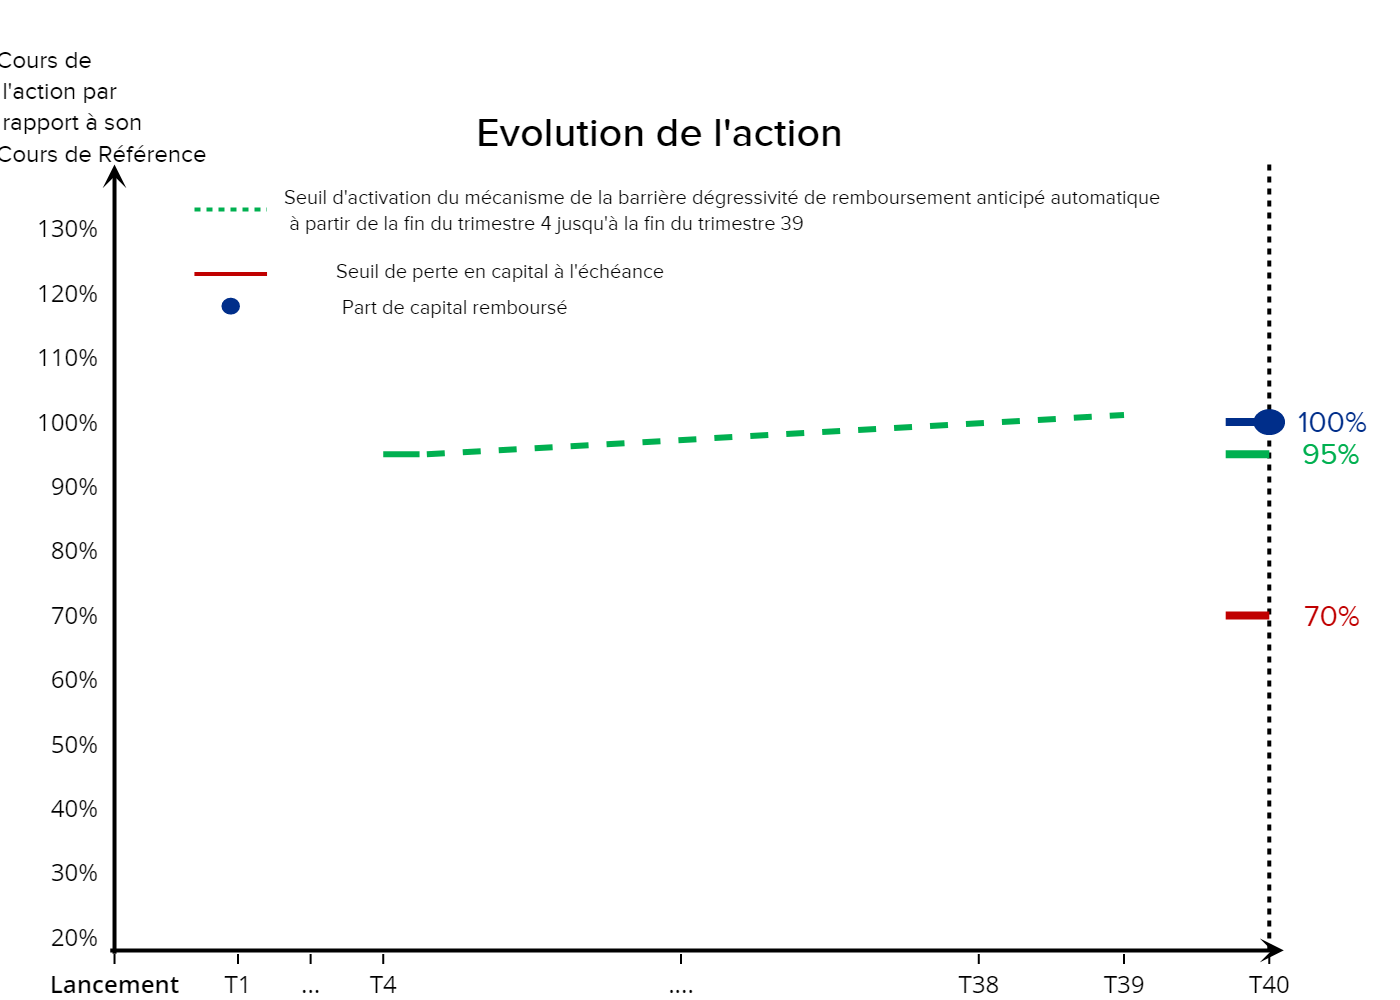 Cours de
l'action par
rapport à son
Cours de Référence
Evolution de l'action
Seuil d'activation du mécanisme de la barrière dégressivité de remboursement anticipé automatique
à partir de la fin du trimestre 4 jusqu'à la fin du trimestre 39
Seuil de perte en capital à l'échéance
Part de capital remboursé
130%
120%
110%
100%
90%
80%
70%
60%
50%
40%
30%
20%
100%
95%
70%
Lancement T1 ... T4 .... T38 T39 T40